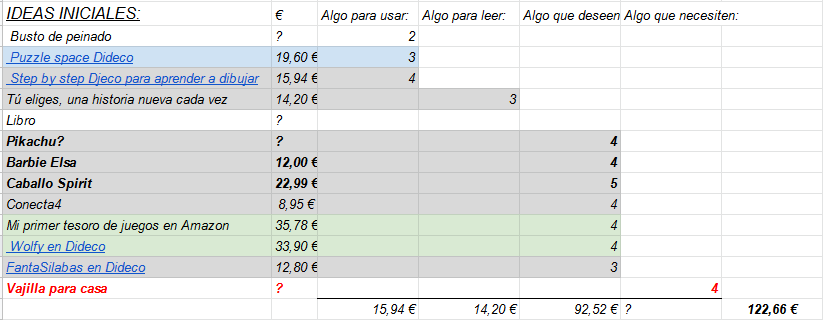 IDEAS INICIALES: € Algo para usar: Algo para leer: Algo que deseen Algo que necesiten:
Busto de peinado ? 2
Puzzle space Dideco 19,60 € 3
Step by step Djeco para aprender a dibujar 15,94 € 4
Tú eliges, una historia nueva cada vez 14,20 € 3
Libro ?
Pikachu? ? 4
Barbie Elsa 12,00 € 4
Caballo Spirit 22,99 € 5
Conecta4 8,95 € 4
Mi primer tesoro de juegos en Amazon 35,78 € 4
Wolfy en Dideco 33,90 € 4
FantaSilabas en Dideco 12,80 € 3
Vajilla para casa ? 4
15,94 € 14,20 € 92,52 € ? 122,66 €